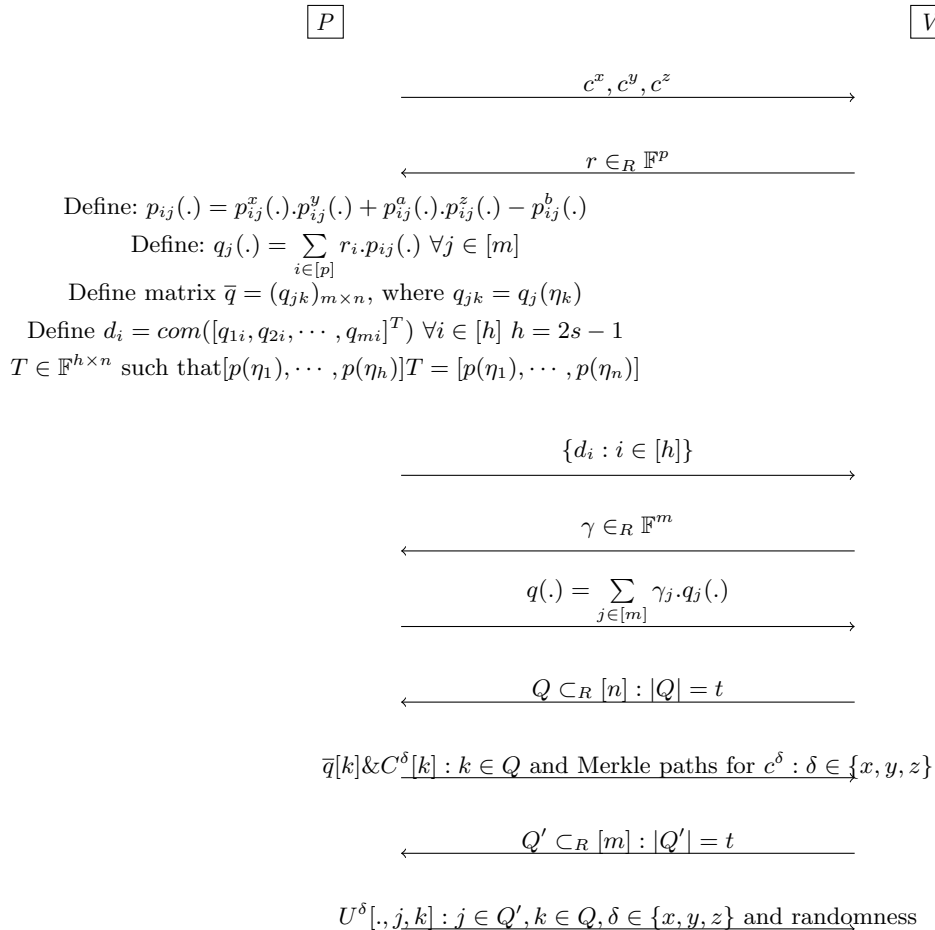 P V
c^x, c^y, c^z
r ∈_R 𝔽^p
Define: p_{ij}(.) = p^x_{ij}(.).p^y_{ij}(.) + p^a_{ij}(.).p^z_{ij}(.) − p^b_{ij}(.)
Define: q_j(.) = ∑_{i∈[p]} r_i.p_{ij}(.) ∀j ∈ [m]
Define matrix q̅ = (q_{jk})_{m×n}, where q_{jk} = q_j(η_k)
Define d_i = com([q_{1i}, q_{2i}, ⋯ , q_{mi}]^T) ∀i ∈ [h] h = 2s − 1
T ∈ 𝔽^{h×n} such that[p(η_1), ⋯ , p(η_h)]T = [p(η_1), ⋯ , p(η_n)]
{d_i : i ∈ [h]}
γ ∈_R 𝔽^m
q(.) = ∑_{j∈[m]} γ_j.q_j(.)
Q ⊂_R [n] : |Q| = t
q̅[k]&C^δ[k] : k ∈ Q and Merkle paths for c^δ : δ ∈ {x, y, z}
Q′ ⊂_R [m] : |Q′| = t
U^δ[., j, k] : j ∈ Q′, k ∈ Q, δ ∈ {x, y, z} and randomness